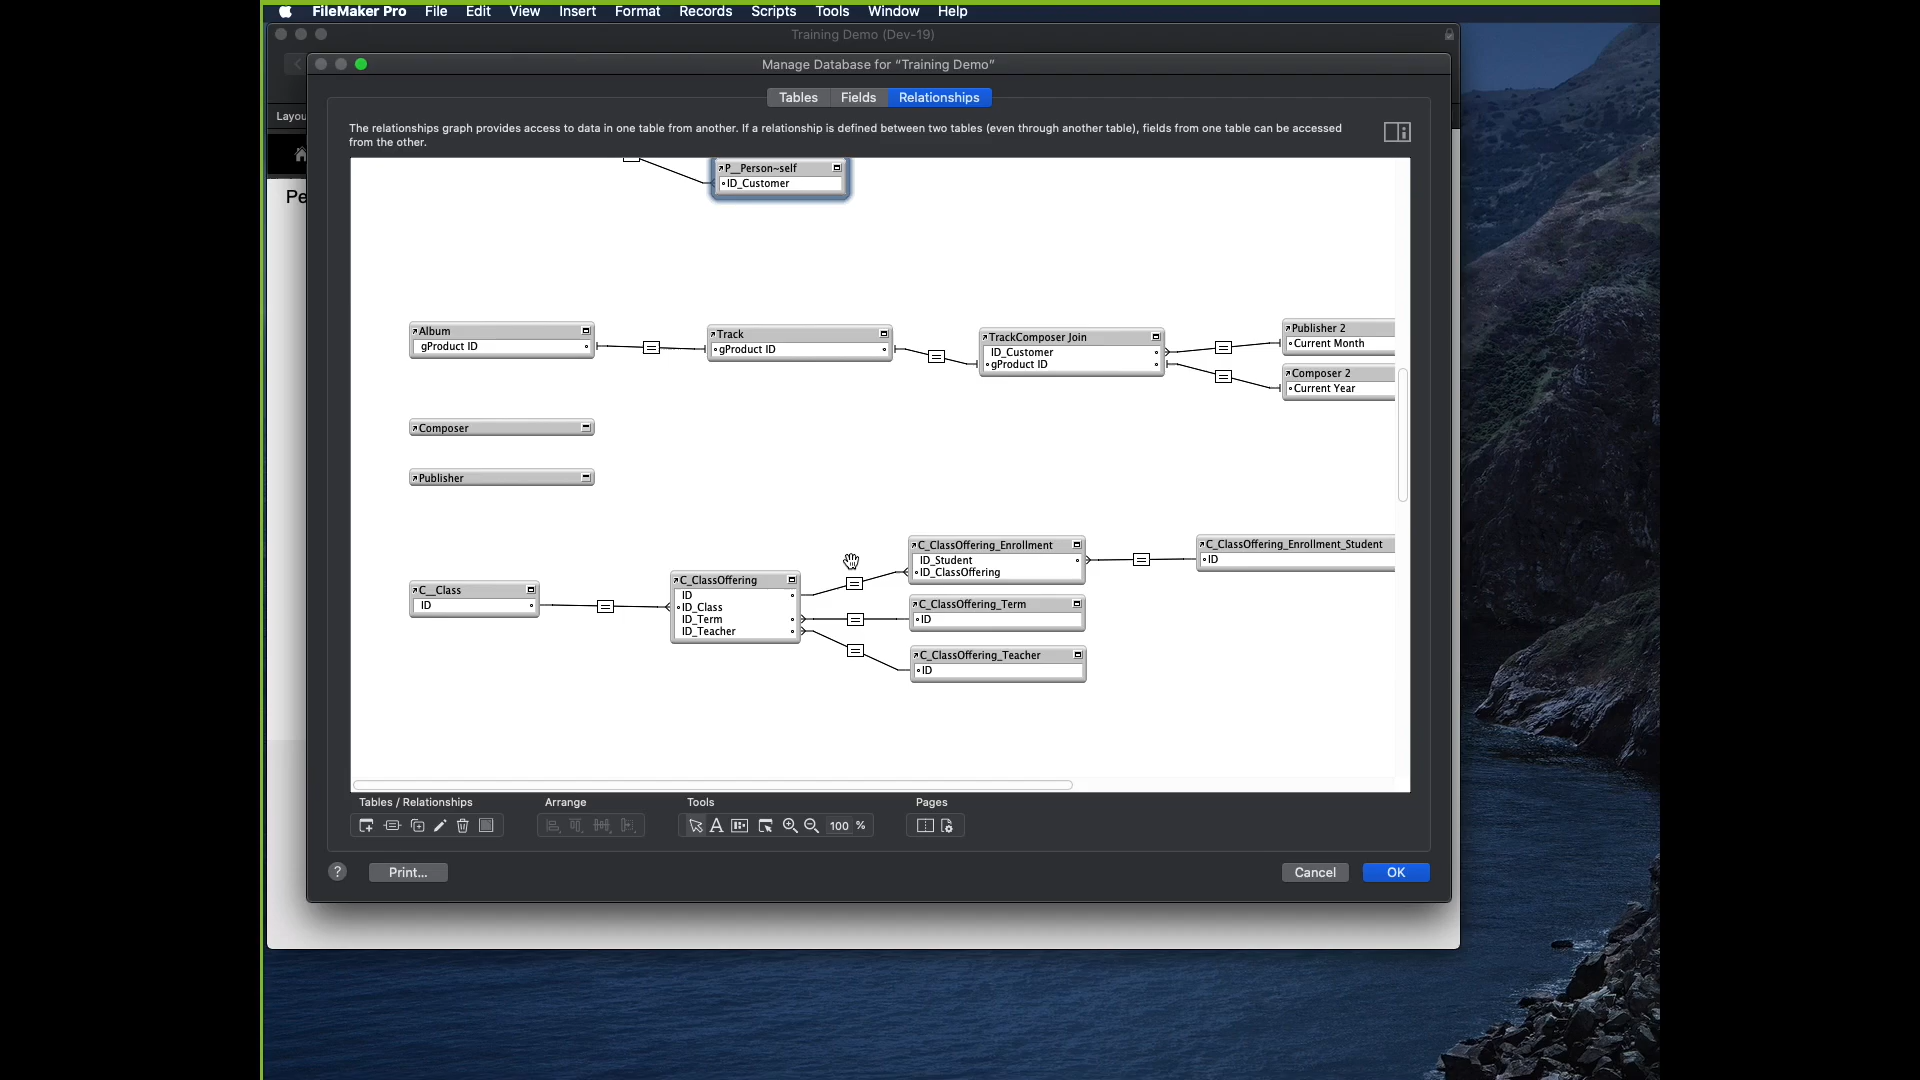 FileMaker Pro File Edit View Insert Format Records Scripts Tools Window Help
Training Demo (Dev-19)
Manage Database for “Training Demo”
Tables Fields Relationships
Layou
The relationships graph provides access to data in one table from another. If a relationship is defined between two tables (even through another table), fields from one table can be accessed
from the other.
Pe
P__Person~self
ID_Customer
Album
gProduct ID
Track
gProduct ID
TrackComposer Join
ID_Customer
gProduct ID
Publisher 2
Current Month
Composer 2
Current Year
Composer
Publisher
C__Class
ID
C_ClassOffering
ID
ID_Class
ID_Term
ID_Teacher
C_ClassOffering_Enrollment
ID_Student
ID_ClassOffering
C_ClassOffering_Term
ID
C_ClassOffering_Teacher
ID
C_ClassOffering_Enrollment_Student
ID
Tables / Relationships Arrange Tools Pages
A 100 %
? Print... Cancel OK